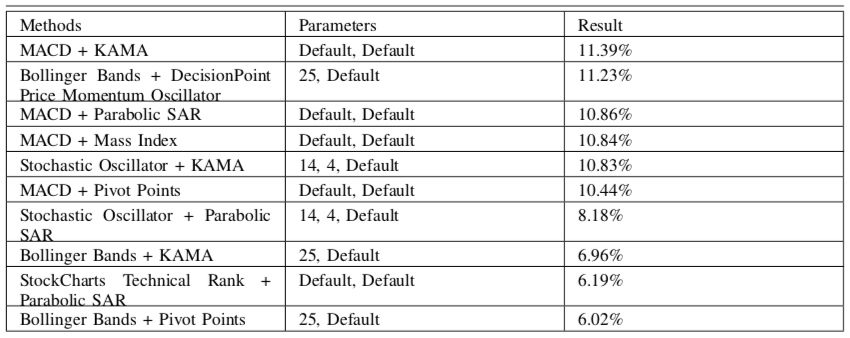 Methods Parameters Result
MACD + KAMA Default, Default 11.39%
Bollinger Bands + DecisionPoint 25, Default 11.23%
Price Momentum Oscillator
MACD + Parabolic SAR Default, Default 10.86%
MACD + Mass Index Default, Default 10.84%
Stochastic Oscillator + KAMA 14, 4, Default 10.83%
MACD + Pivot Points Default, Default 10.44%
Stochastic Oscillator + Parabolic 14, 4, Default 8.18%
SAR
Bollinger Bands + KAMA 25, Default 6.96%
StockCharts Technical Rank + Default, Default 6.19%
Parabolic SAR
Bollinger Bands + Pivot Points 25, Default 6.02%